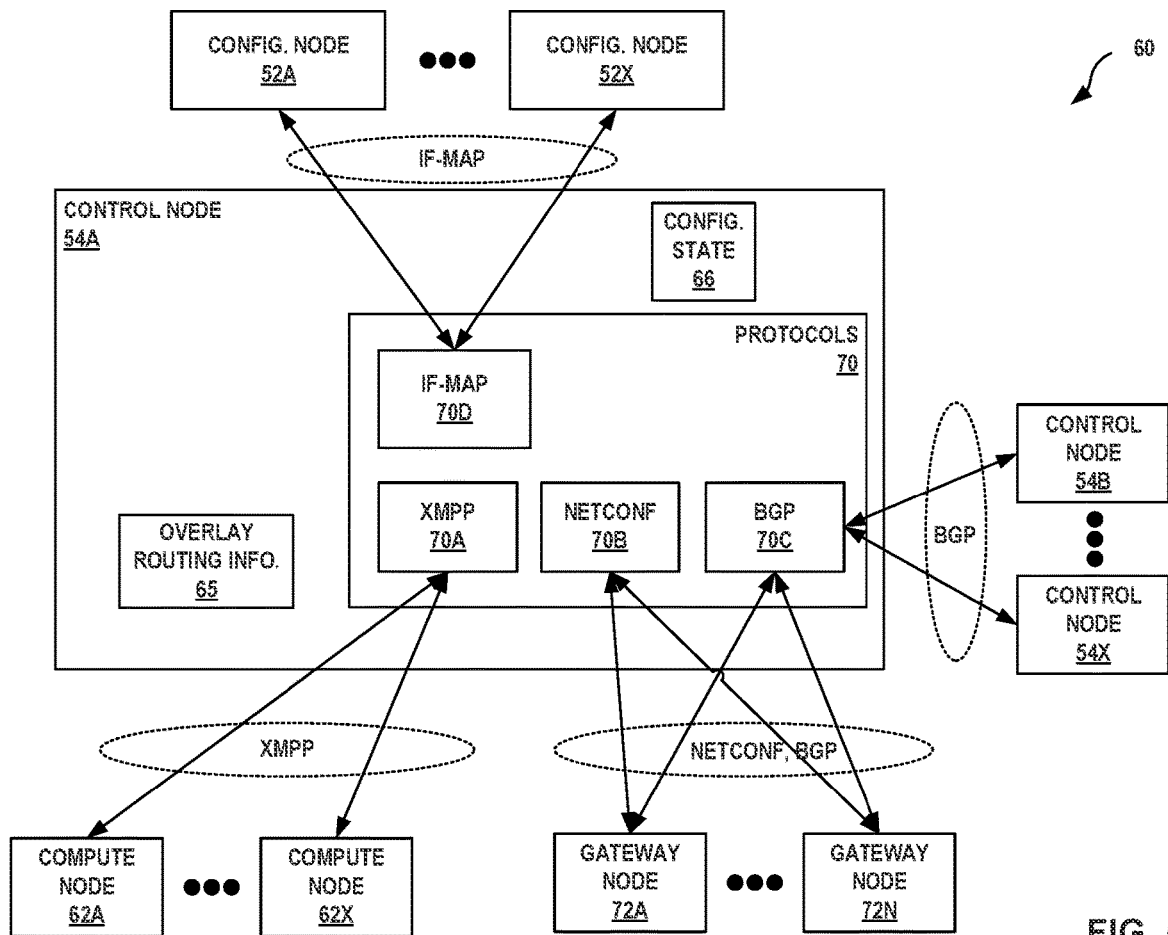 CONFIG. NODE
52A
CONFIG. NODE
52X
60
IF-MAP
CONTROL NODE
54A
CONFIG.
STATE
66
PROTOCOLS
70
IF-MAP
70D
XMPP
70A
NETCONF
70B
BGP
70C
OVERLAY
ROUTING INFO.
65
BGP
CONTROL
NODE
54B
CONTROL
NODE
54X
XMPP
NETCONF, BGP
COMPUTE
NODE
62A
COMPUTE
NODE
62X
GATEWAY
NODE
72A
GATEWAY
NODE
72N
FIG.